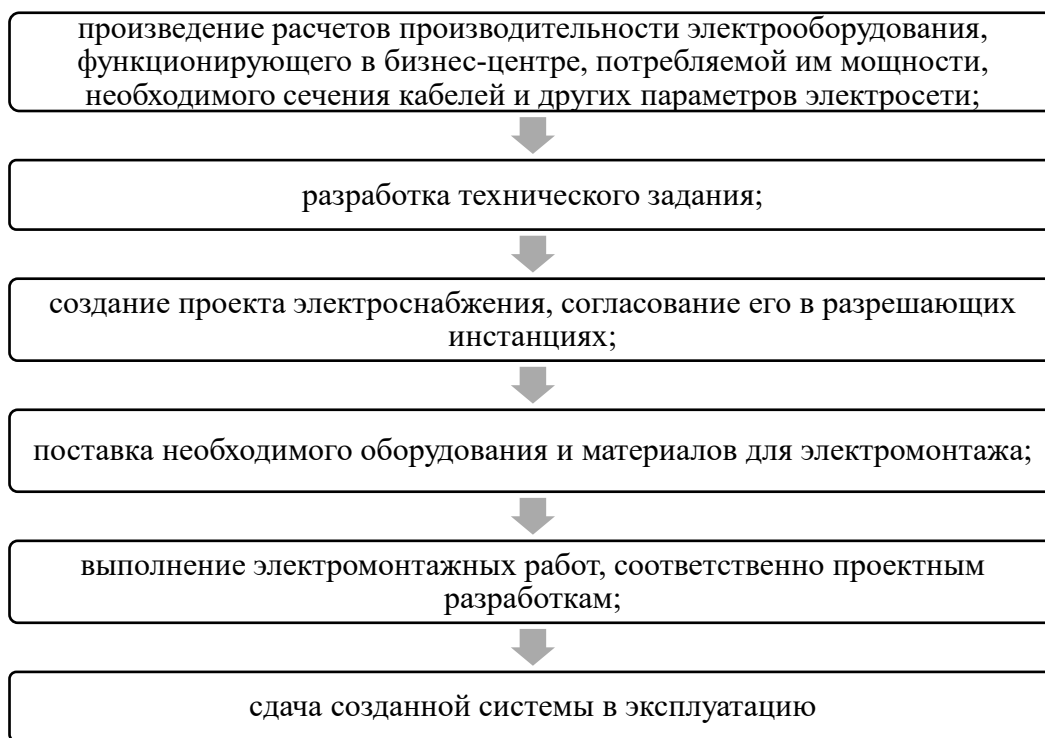 произведение расчетов производительности электрооборудования,
функционирующего в бизнес-центре, потребляемой им мощности,
необходимого сечения кабелей и других параметров электросети;
разработка технического задания;
создание проекта электроснабжения, согласование его в разрешающих
инстанциях;
поставка необходимого оборудования и материалов для электромонтажа;
выполнение электромонтажных работ, соответственно проектным
разработкам;
сдача созданной системы в эксплуатацию